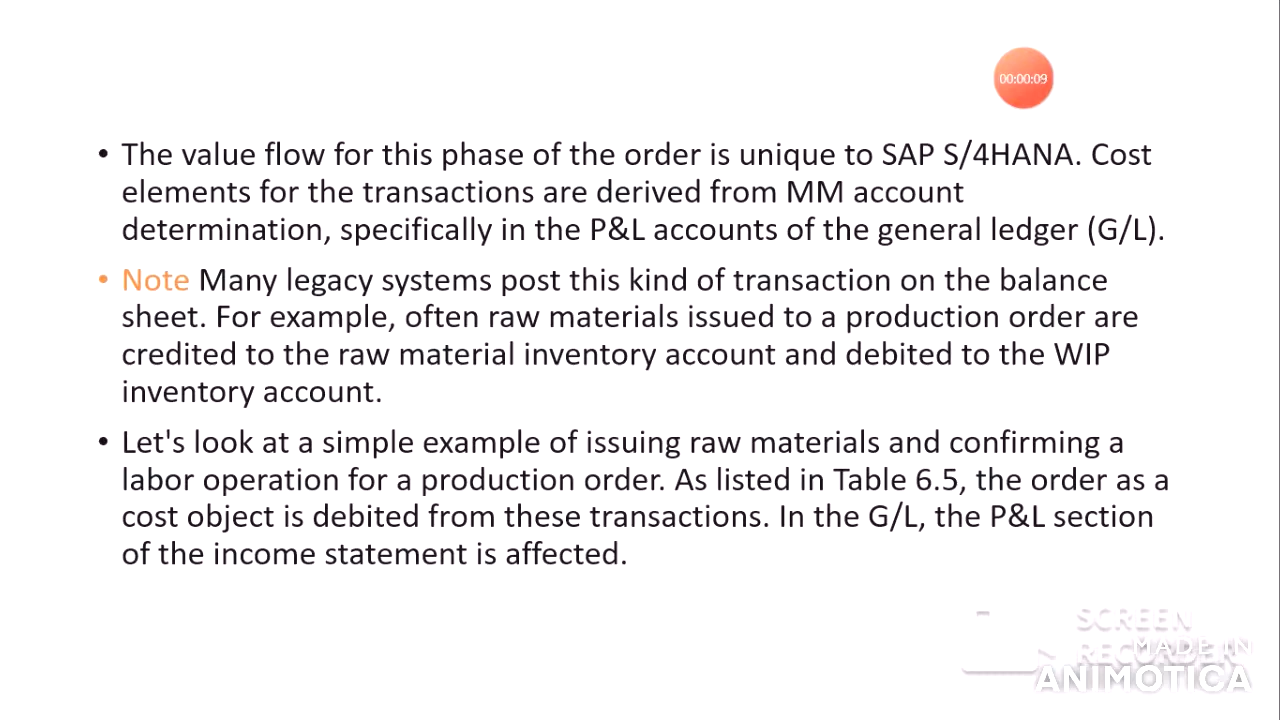 00:00:09
• The value flow for this phase of the order is unique to SAP S/4HANA. Cost
elements for the transactions are derived from MM account
determination, specifically in the P&L accounts of the general ledger (G/L).
• Note Many legacy systems post this kind of transaction on the balance
sheet. For example, often raw materials issued to a production order are
credited to the raw material inventory account and debited to the WIP
inventory account.
• Let's look at a simple example of issuing raw materials and confirming a
labor operation for a production order. As listed in Table 6.5, the order as a
cost object is debited from these transactions. In the G/L, the P&L section
of the income statement is affected.
SCREEN
RECORDER
MADE IN
ANIMOTICA